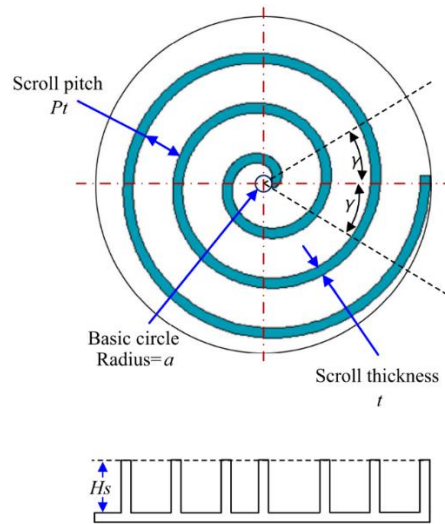 Scroll pitch
Pt
γ
γ
Basic circle
Radius=a
Scroll thickness
t
Hs